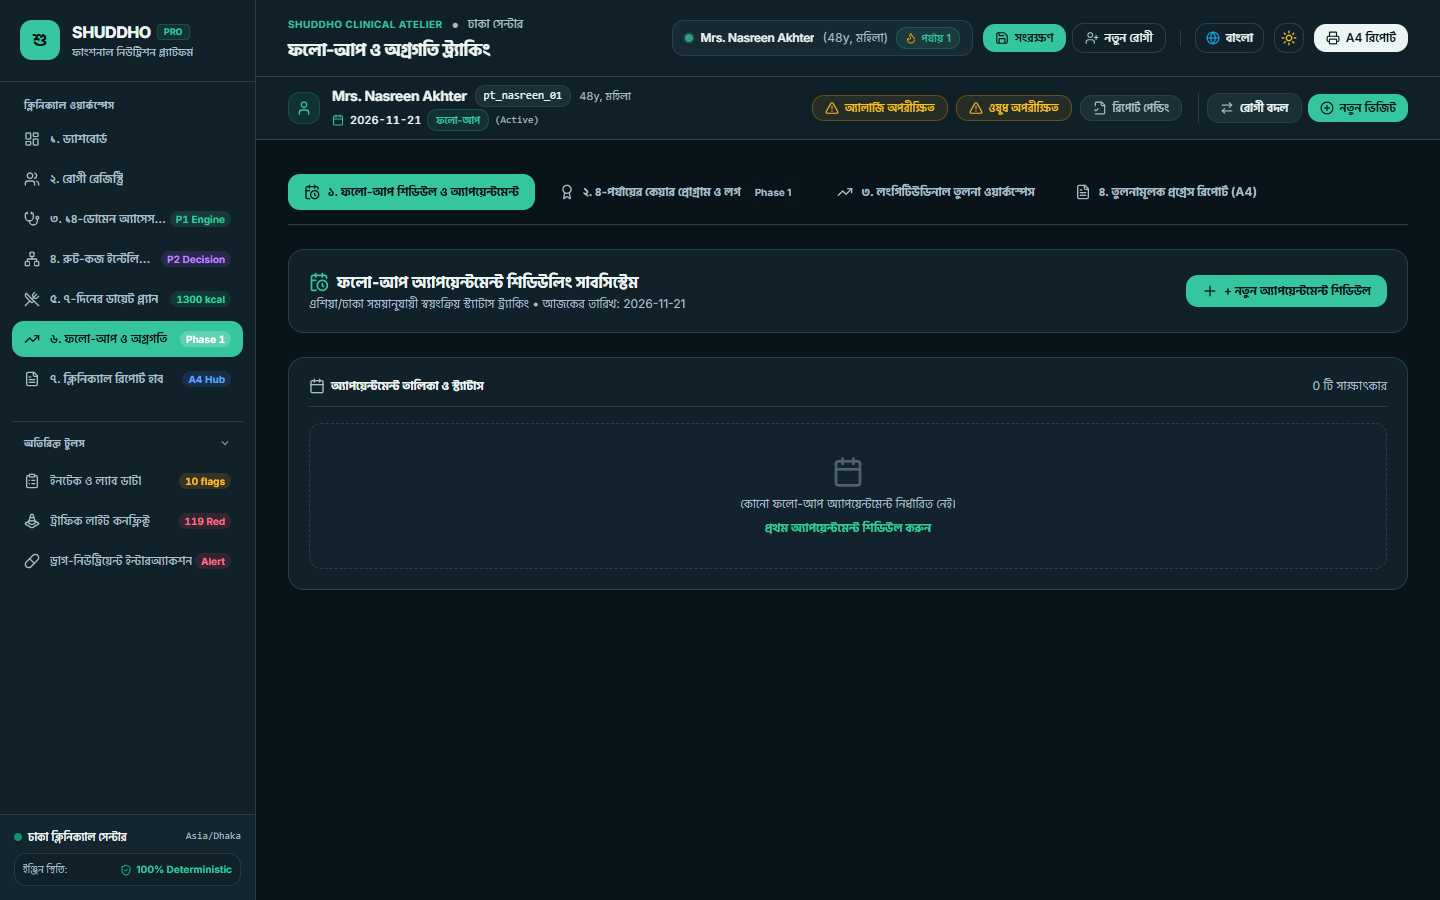 শু
SHUDDHO PRO
ফাংশনাল নিউট্রিশন প্ল্যাটফর্ম
ক্লিনিক্যাল ওয়ার্কস্পেস
১. ড্যাশবোর্ড
২. রোগী রেজিস্ট্রি
৩. ১৪-ডোমেন অ্যাসেস... P1 Engine
৪. রুট-কজ ইন্টেলি... P2 Decision
৫. ৭-দিনের ডায়েট প্ল্যান 1300 kcal
৬. ফলো-আপ ও অগ্রগতি Phase 1
৭. ক্লিনিক্যাল রিপোর্ট হাব A4 Hub
অতিরিক্ত টুলস
ইনটেক ও ল্যাব ডাটা 10 flags
ট্রাফিক লাইট কনফ্লিক্ট 119 Red
ড্রাগ-নিউট্রিয়েন্ট ইন্টারঅ্যাকশন Alert
ঢাকা ক্লিনিক্যাল সেন্টার Asia/Dhaka
ইঞ্জিন স্থিতি: 100% Deterministic
SHUDDHO CLINICAL ATELIER • ঢাকা সেন্টার
ফলো-আপ ও অগ্রগতি ট্র্যাকিং
Mrs. Nasreen Akhter (48y, মহিলা) পর্যায় 1
সংরক্ষণ
নতুন রোগী
বাংলা
A4 রিপোর্ট
Mrs. Nasreen Akhter pt_nasreen_01 48y, মহিলা
2026-11-21 ফলো-আপ (Active)
অ্যালার্জি অপরীক্ষিত
ওষুধ অপরীক্ষিত
রিপোর্ট পেন্ডিং
রোগী বদল
নতুন ভিজিট
১. ফলো-আপ শিডিউল ও অ্যাপয়েন্টমেন্ট
২. ৪-পর্যায়ের কেয়ার প্রোগ্রাম ও লগ Phase 1
৩. লংগিটিউডিনাল তুলনা ওয়ার্কস্পেস
৪. তুলনামূলক প্রগ্রেস রিপোর্ট (A4)
ফলো-আপ অ্যাপয়েন্টমেন্ট শিডিউলিং সাবসিস্টেম
এশিয়া/ঢাকা সময়ানুযায়ী স্বয়ংক্রিয় স্ট্যাটাস ট্র্যাকিং • আজকের তারিখ: 2026-11-21
+ নতুন অ্যাপয়েন্টমেন্ট শিডিউল
অ্যাপয়েন্টমেন্ট তালিকা ও স্ট্যাটাস
0 টি সাক্ষাৎকার
কোনো ফলো-আপ অ্যাপয়েন্টমেন্ট নির্ধারিত নেই।
প্রথম অ্যাপয়েন্টমেন্ট শিডিউল করুন